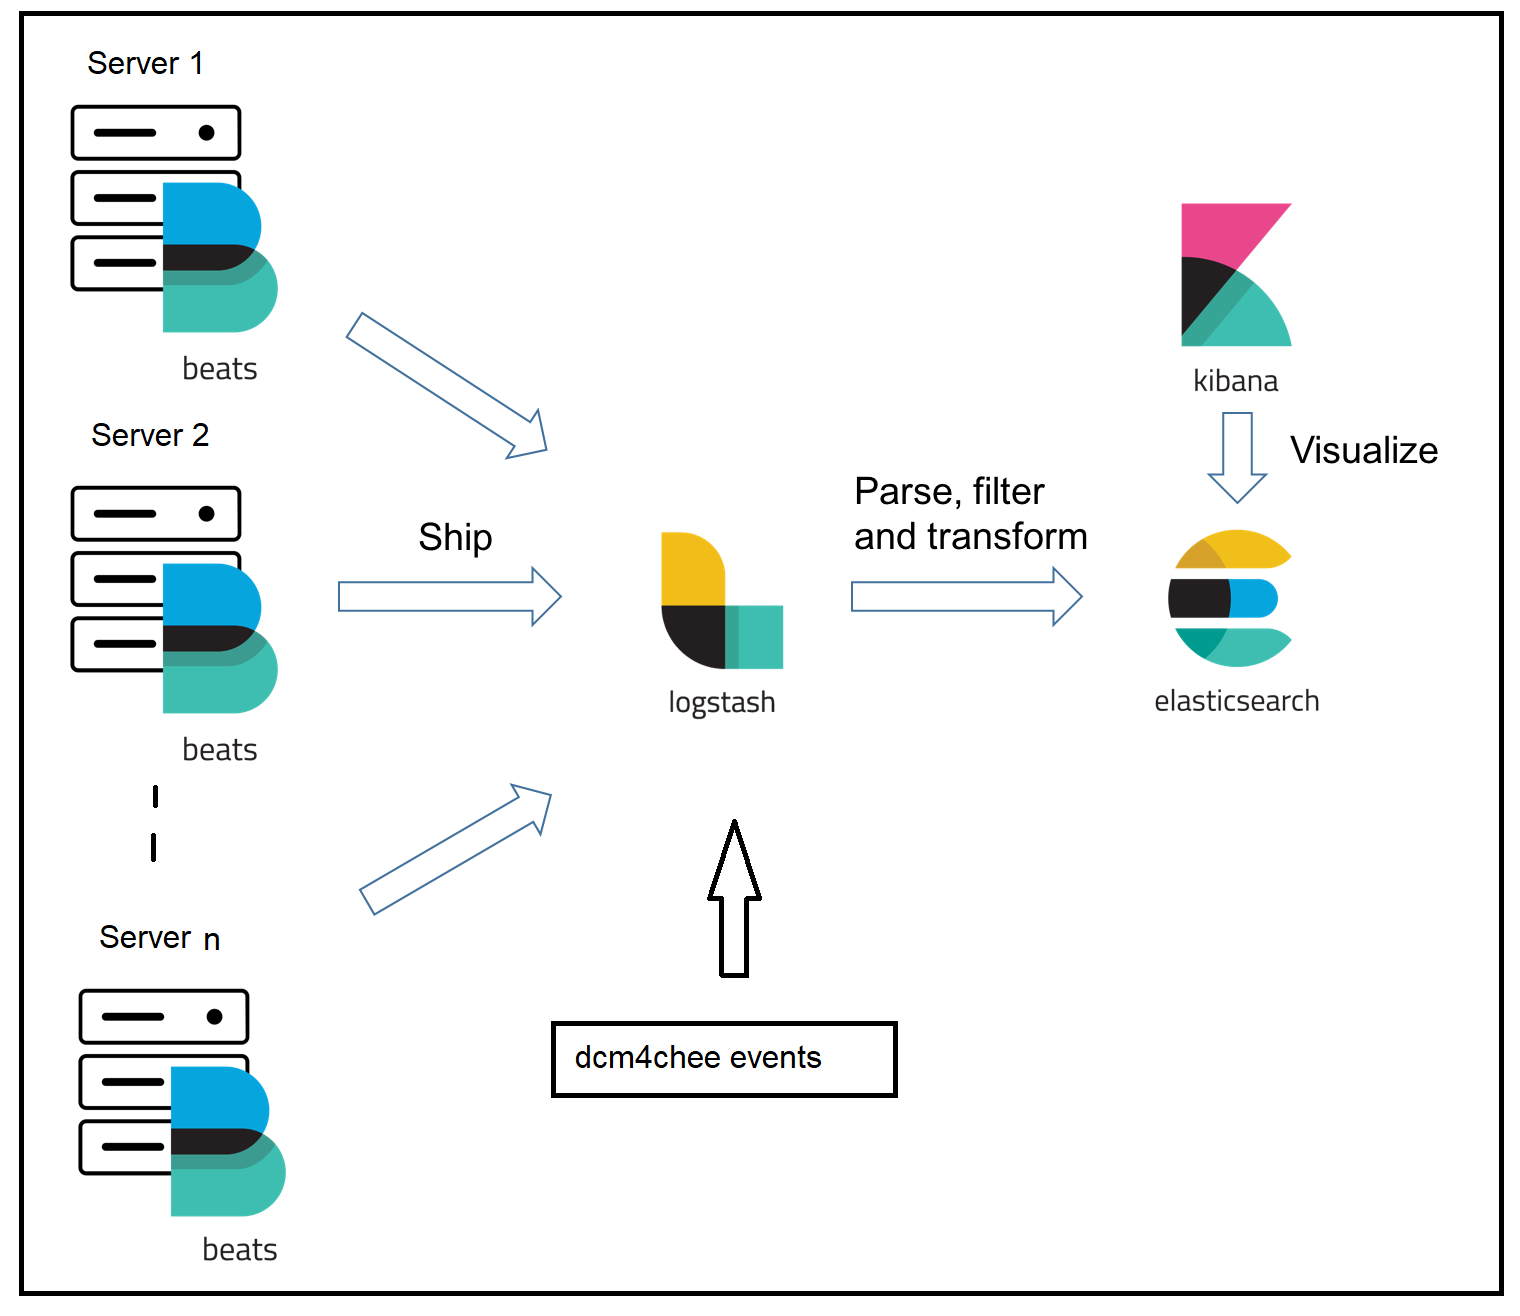 Server 1
beats
Server 2
beats
Server n
beats
Ship
logstash
dcm4chee events
Parse, filter
and transform
kibana
Visualize
elasticsearch